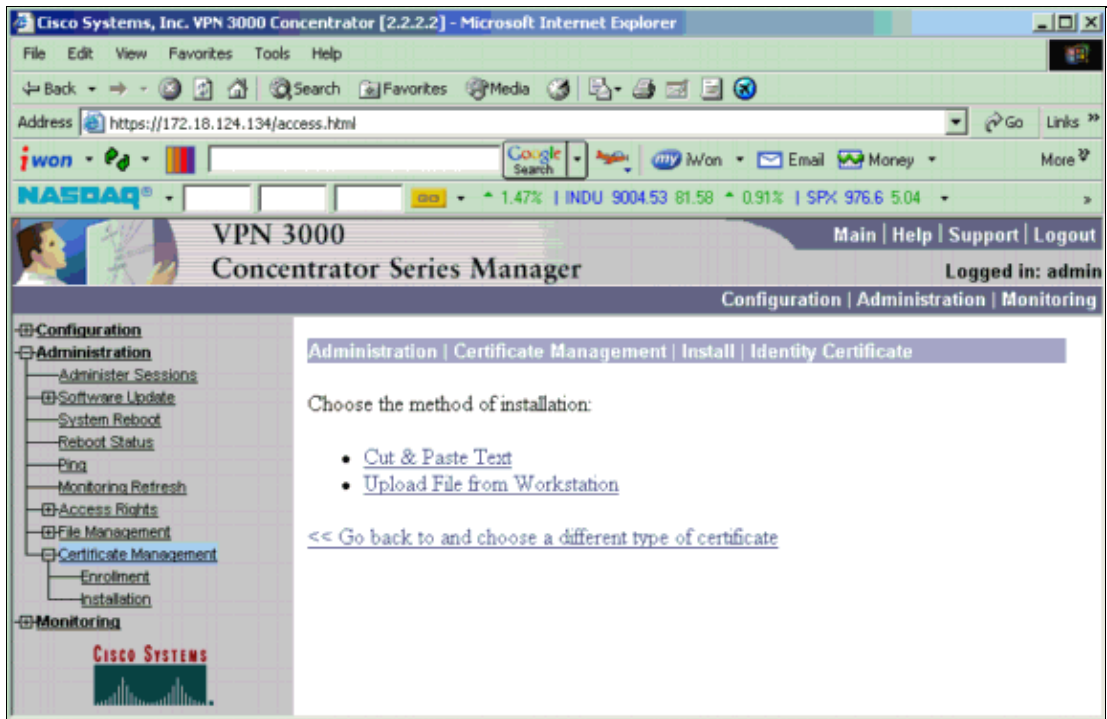 Cisco Systems, Inc. VPN 3000 Concentrator [2.2.2.2] - Microsoft Internet Explorer
File Edit View Favorites Tools Help
Back Search Favorites Media
Address https://172.18.124.134/access.html Go Links »
iwon Google Search my iWon Email Money More
NASDAQ® GO 1.47% | INDU 9004.53 81.58 0.91% | SPX 976.6 5.04 »
VPN 3000
Concentrator Series Manager
Main | Help | Support | Logout
Logged in: admin
Configuration | Administration | Monitoring
Configuration
Administration
Administer Sessions
Software Update
System Reboot
Reboot Status
Ping
Monitoring Refresh
Access Rights
File Management
Certificate Management
Enrollment
Installation
Monitoring
CISCO SYSTEMS
Administration | Certificate Management | Install | Identity Certificate
Choose the method of installation:
• Cut & Paste Text
• Upload File from Workstation
<< Go back to and choose a different type of certificate